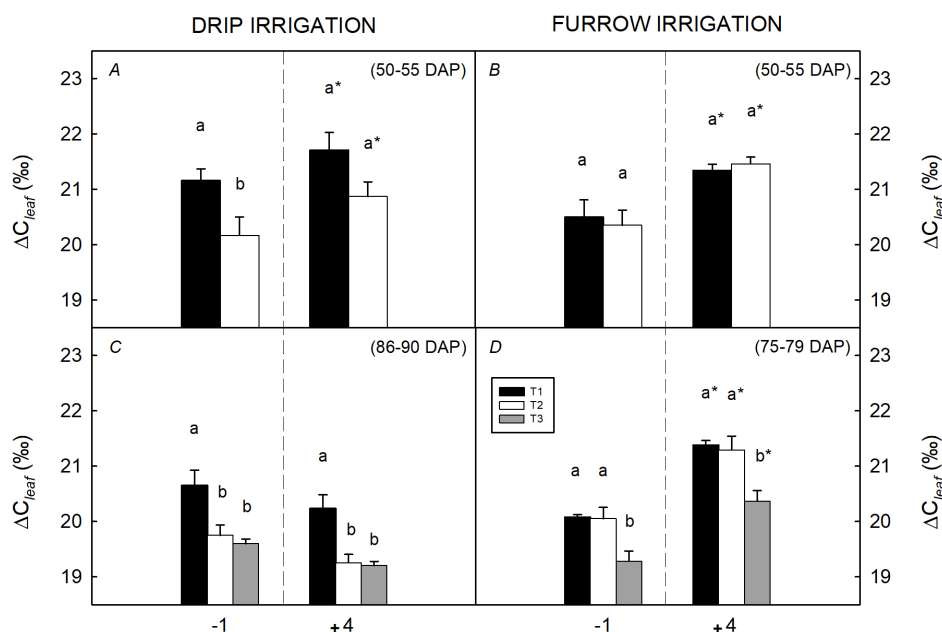 DRIP IRRIGATION
FURROW IRRIGATION
A
(50-55 DAP)
B
(50-55 DAP)
23
22
21
20
19
ΔCleaf (‰)
a
b
a*
a*
a
a
a*
a*
23
22
21
20
19
ΔCleaf (‰)
C
(86-90 DAP)
D
(75-79 DAP)
23
22
21
20
19
ΔCleaf (‰)
a
b
b
a
b
b
T1
T2
T3
a
a
b
a*
a*
b*
23
22
21
20
19
ΔCleaf (‰)
-1
+4
-1
+4